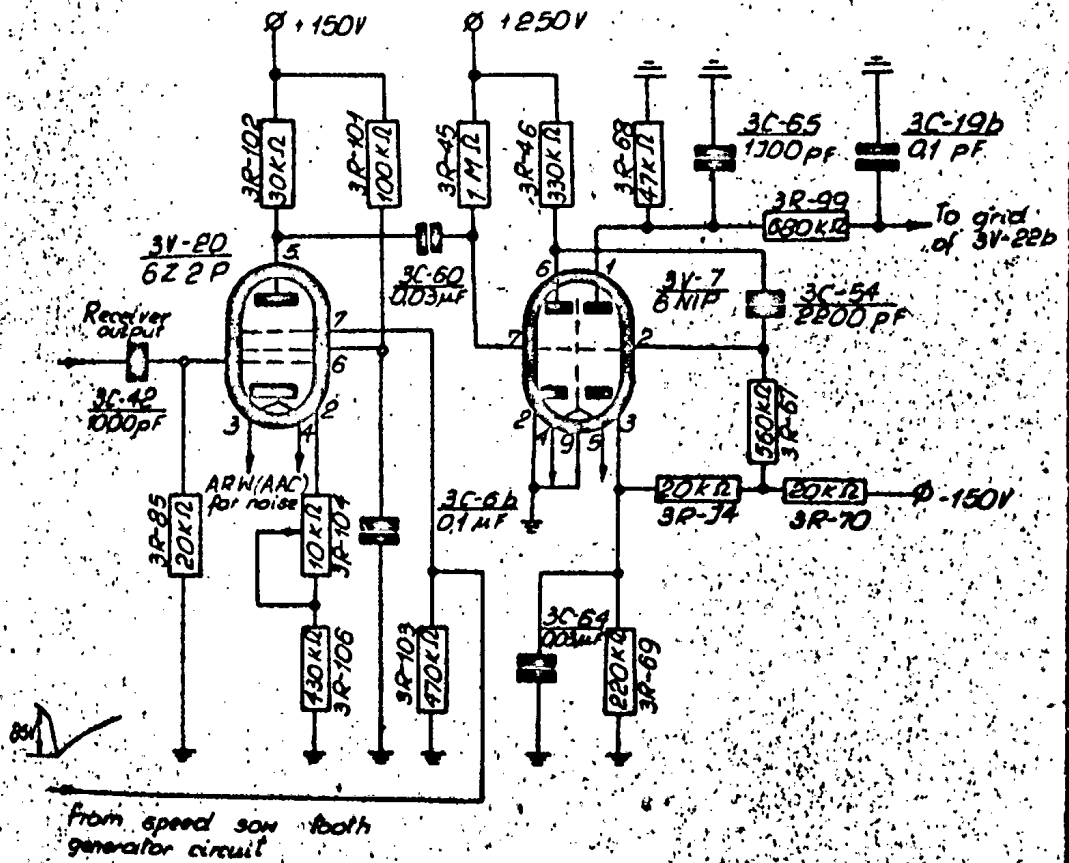 Ø +150V
Ø +250V
3R-102
30kΩ
3R-101
100kΩ
3R-45
1MΩ
3R-46
330kΩ
3R-68
47kΩ
3C-65
1300pF
3C-19b
0,1 pF
3R-99
680kΩ
To grid
of 3V-22b
3V-20
6Z2P
5
3C-60
0,03µF
6
1
3V-7
6N1P
3C-54
2200 pF
Receiver
output
3C-42
1000pF
7
6
3
4
2
7
2
2
4
9
5
3
560kΩ
3R-67
ARW(AAC)
for noise
3C-6b
0,1 µF
20kΩ
3R-34
20kΩ
3R-70
Ø -150V
3R-85
20kΩ
10kΩ
3R-104
3C-64
0,03µF
430kΩ
3R-106
3R-103
470kΩ
220kΩ
3R-69
85V
from speed saw tooth
generator circuit